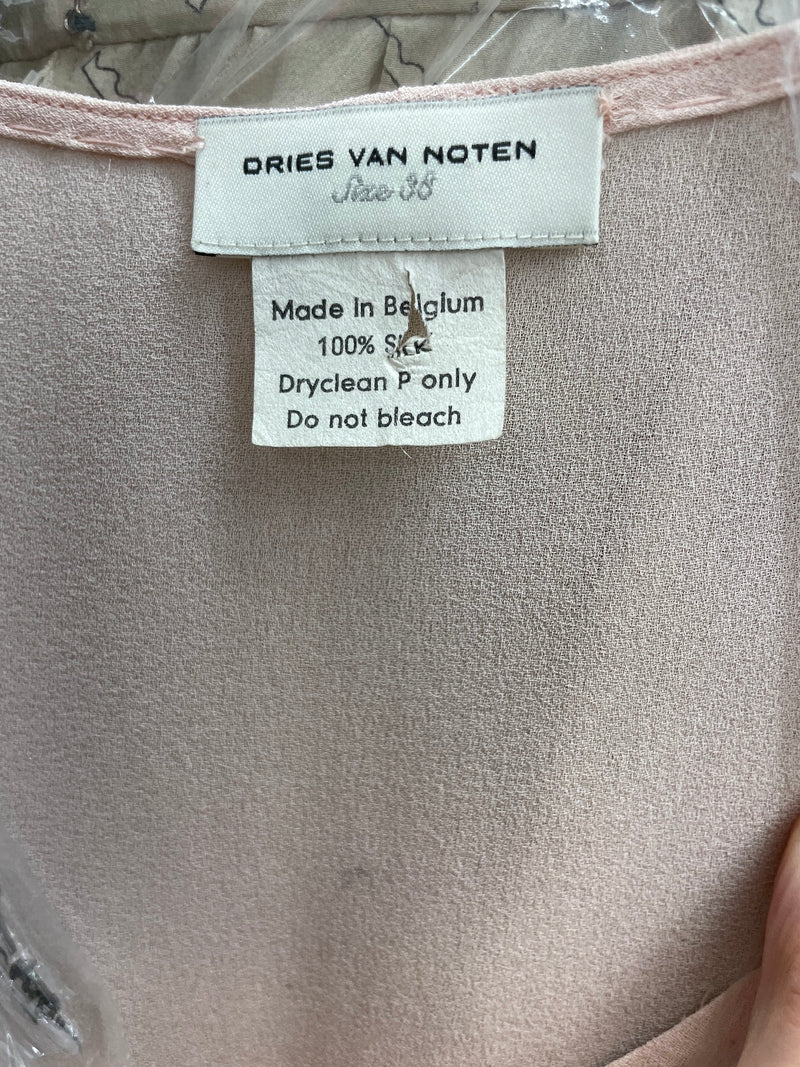 DRIES VAN NOTEN
Size 38
Made in Belgium
100% SILK
Dryclean P only
Do not bleach